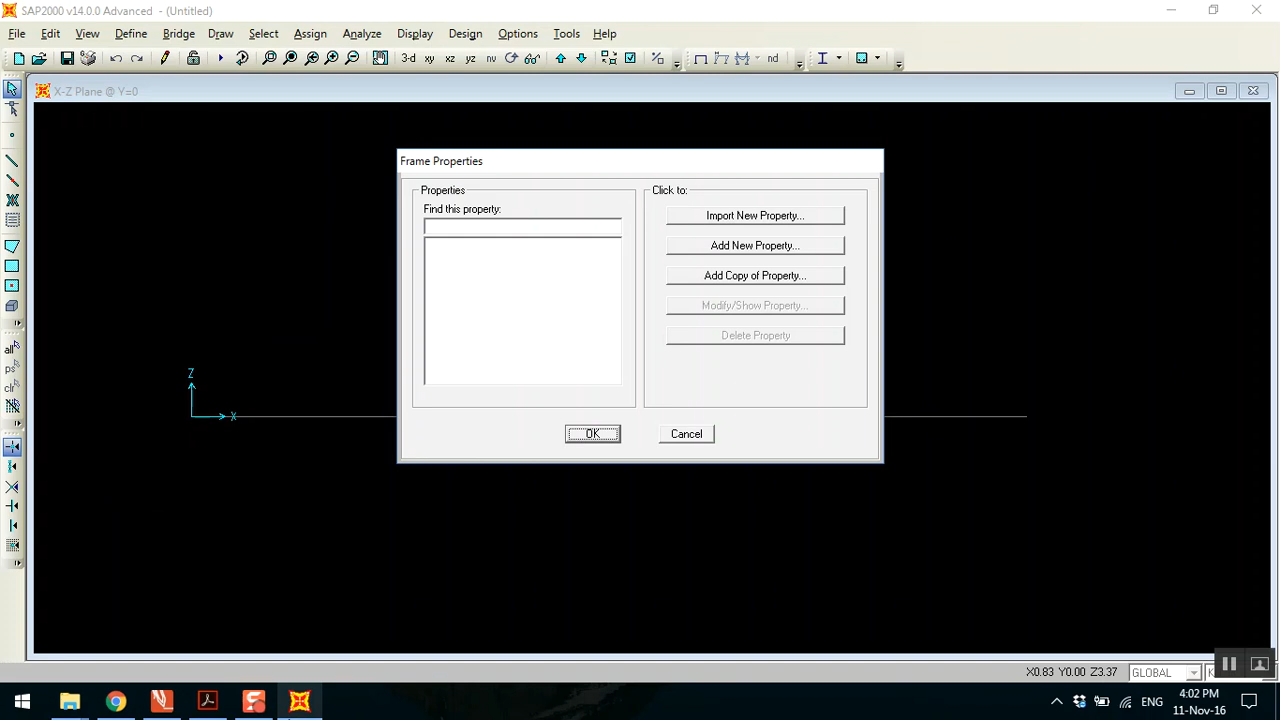 SAP2000 v14.0.0 Advanced - (Untitled)
File Edit View Define Bridge Draw Select Assign Analyze Display Design Options Tools Help
3-d xy xz yz nv nd
X-Z Plane @ Y=0
Frame Properties
Properties
Find this property:
Click to:
Import New Property...
Add New Property...
Add Copy of Property...
Modify/Show Property...
Delete Property
OK Cancel
all
ps
clr
Z
X
X0.83 Y0.00 Z3.37 GLOBAL
ENG
4:02 PM
11-Nov-16